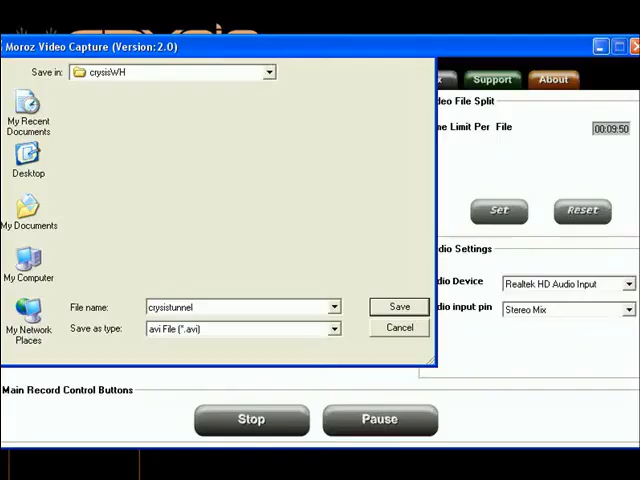 Moroz Video Capture (Version:2.0)
Save in: crysisWH
Support
About
My Recent
Documents
Desktop
My Documents
My Computer
My Network
Places
File name: crysistunnel
Save
Save as type: avi File (*.avi)
Cancel
deo File Split
me Limit Per File
00:09:50
Set
Reset
dio Settings
dio Device
Realtek HD Audio Input
dio input pin
Stereo Mix
Main Record Control Buttons
Stop
Pause